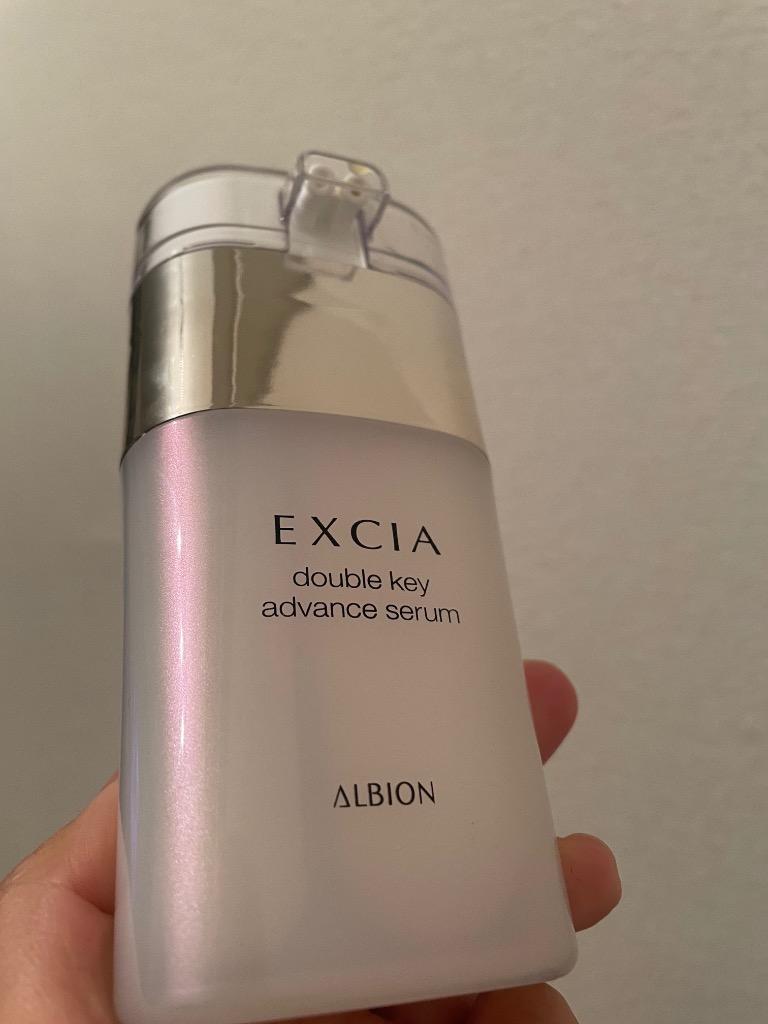 EXCIA
double key
advance serum
ALBION